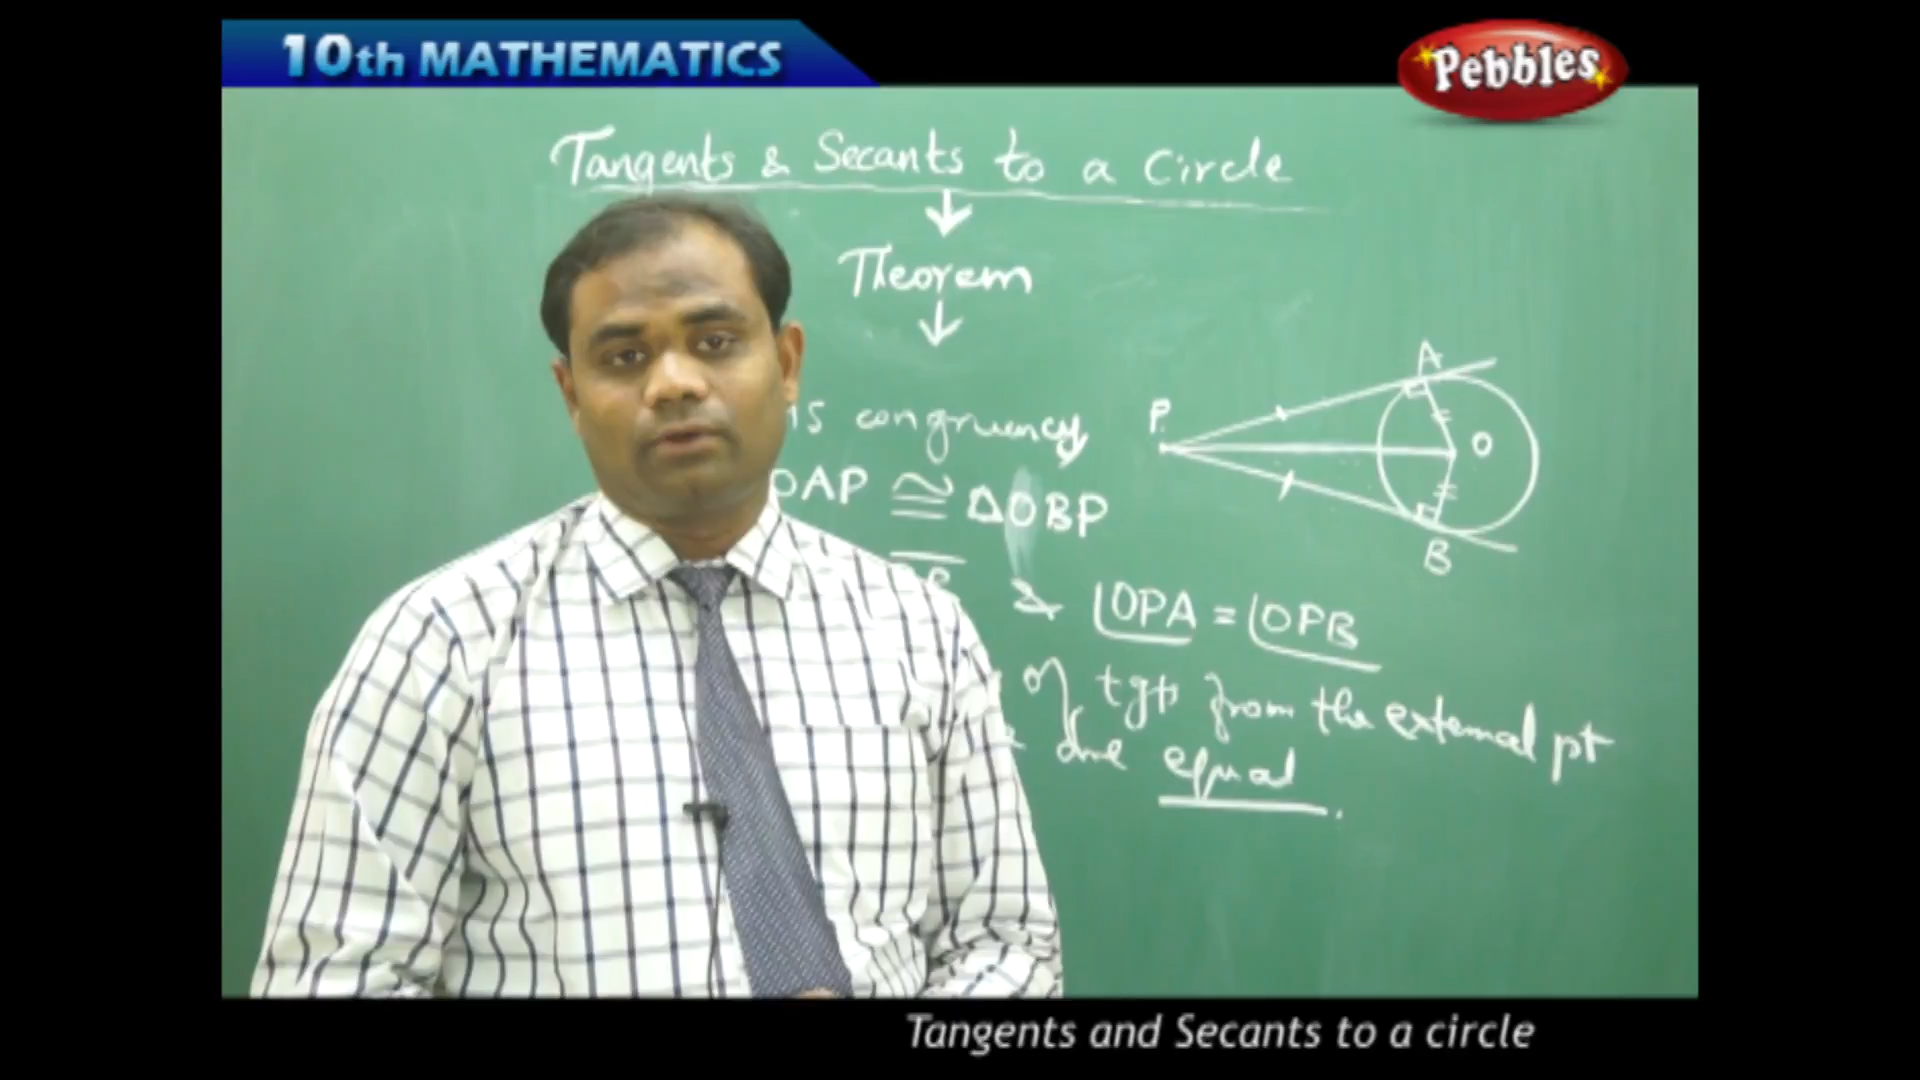 10th MATHEMATICS
Pebbles
Tangents & Secants to a Circle
Theorem
congruency
OAP ≅ ΔOBP
& ∠OPA = ∠OPB
of tgts from the external pt
equal.
P
A
O
B
Tangents and Secants to a circle